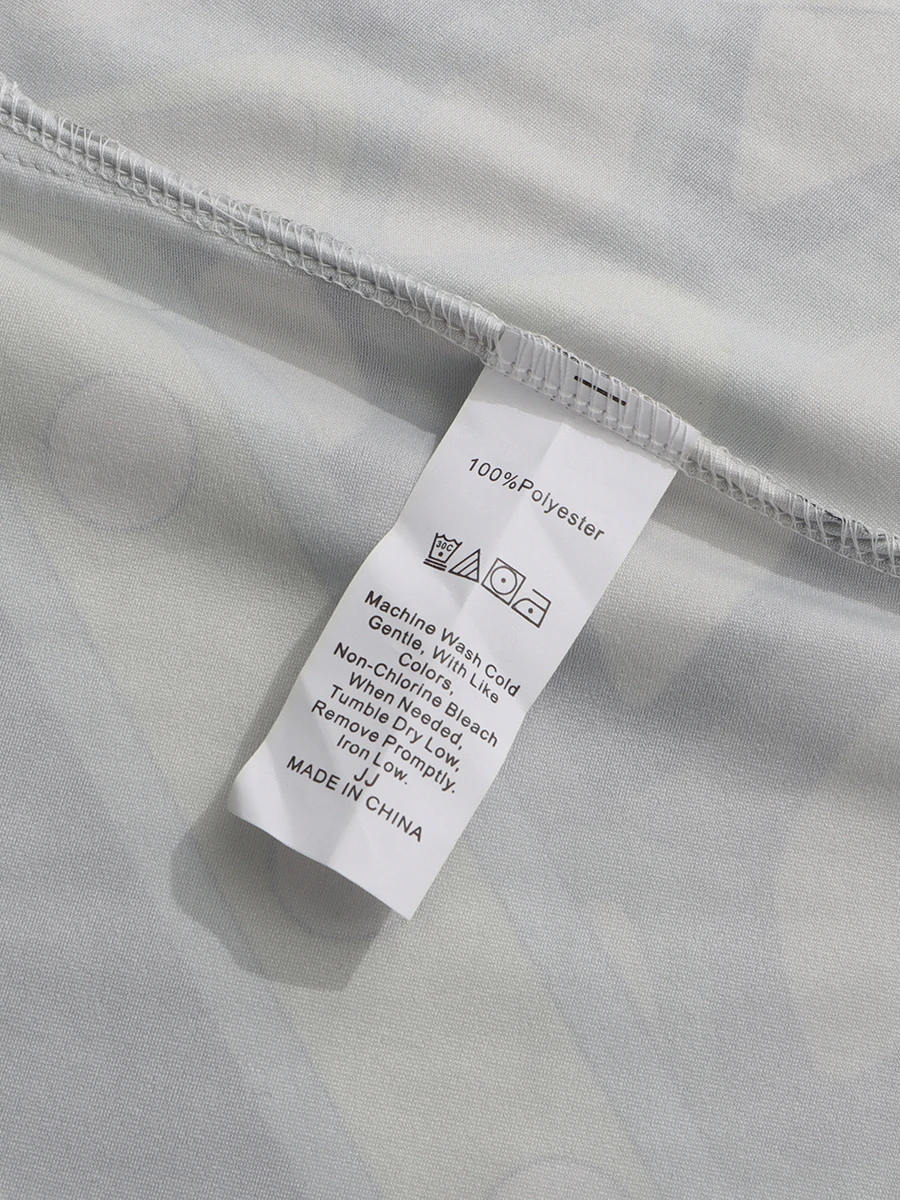 100%Polyester
30C
Machine Wash Cold
Gentle, With Like
Colors,
Non-Chlorine Bleach
When Needed,
Tumble Dry Low,
Remove Promptly.
Iron Low.
JJ
MADE IN CHINA